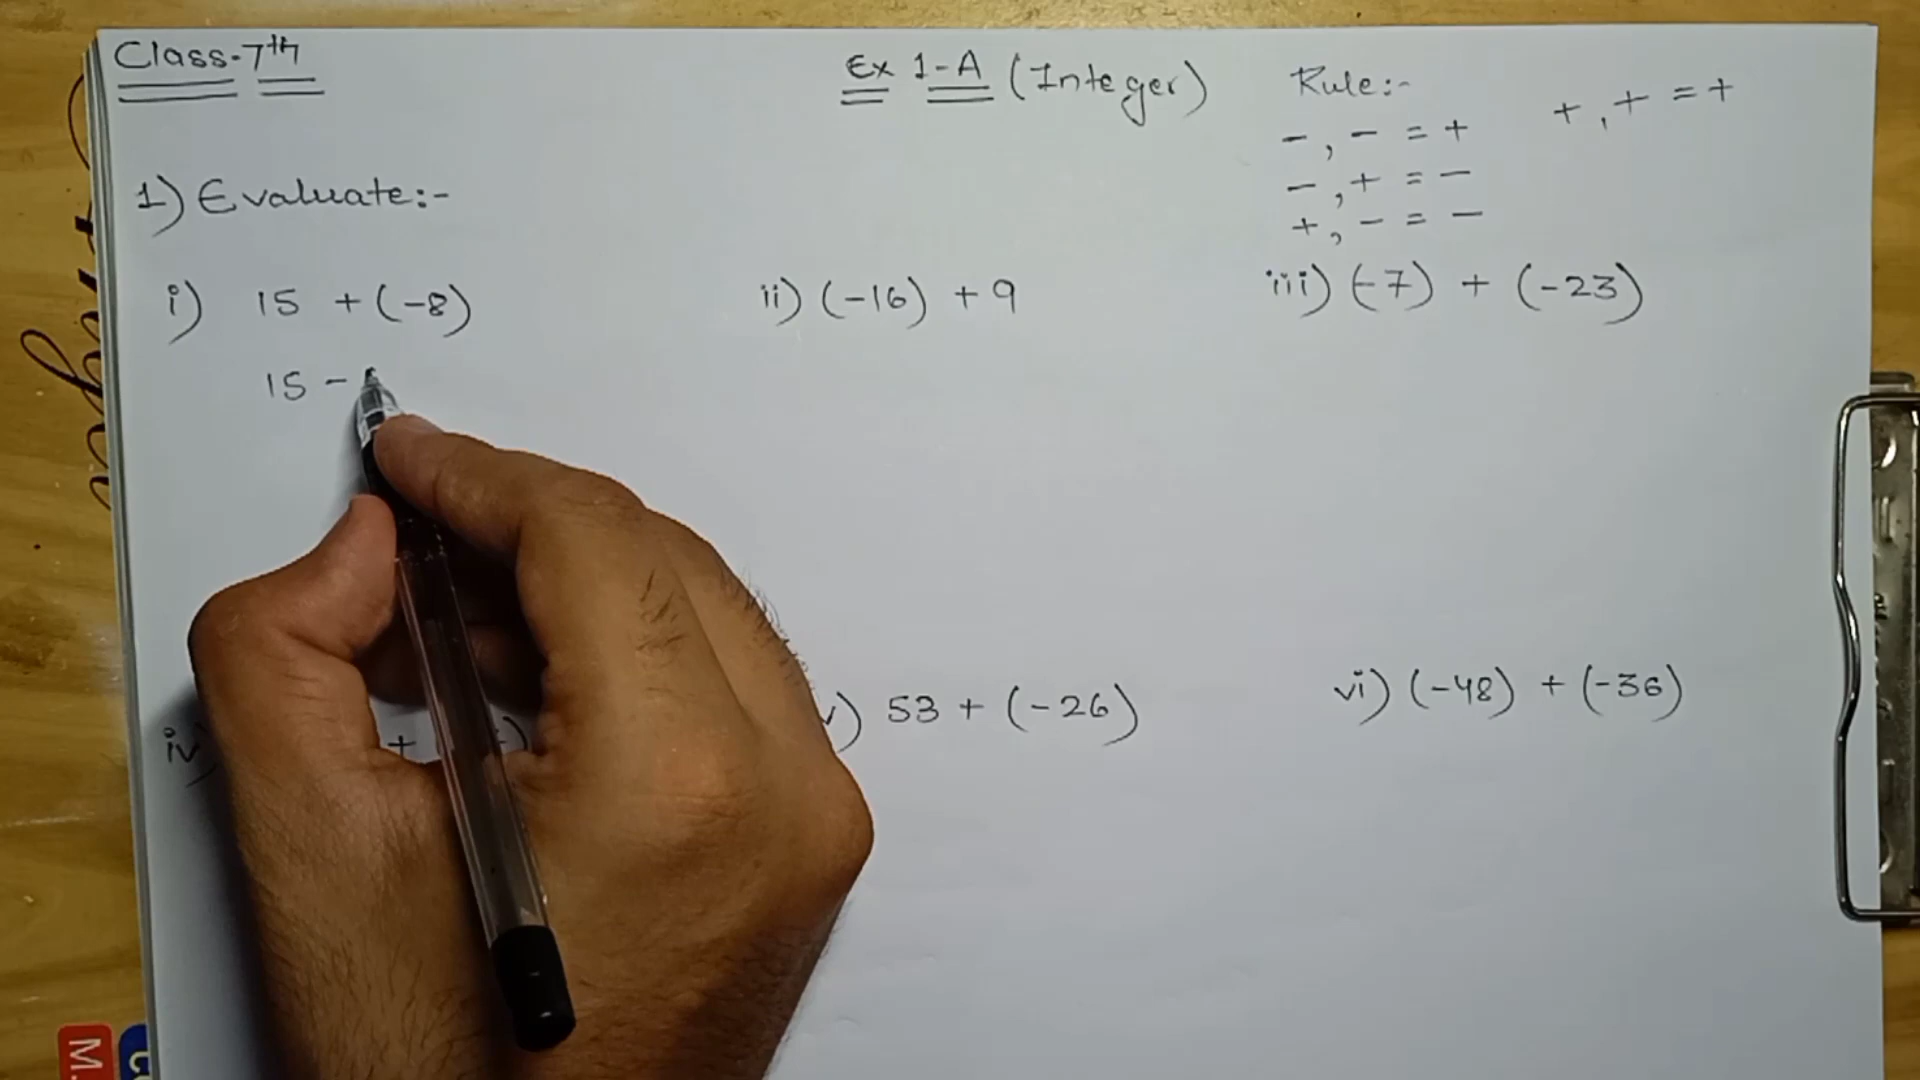 Class-7th
Ex 1-A (Integer)
Rule:-
-, - = +
+, + = +
-, + = -
+, - = -
1) Evaluate:-
i) 15 + (-8)
15 -
ii) (-16) + 9
iii) (-7) + (-23)
iv) + )
v) 53 + (-26)
vi) (-48) + (-36)
M.